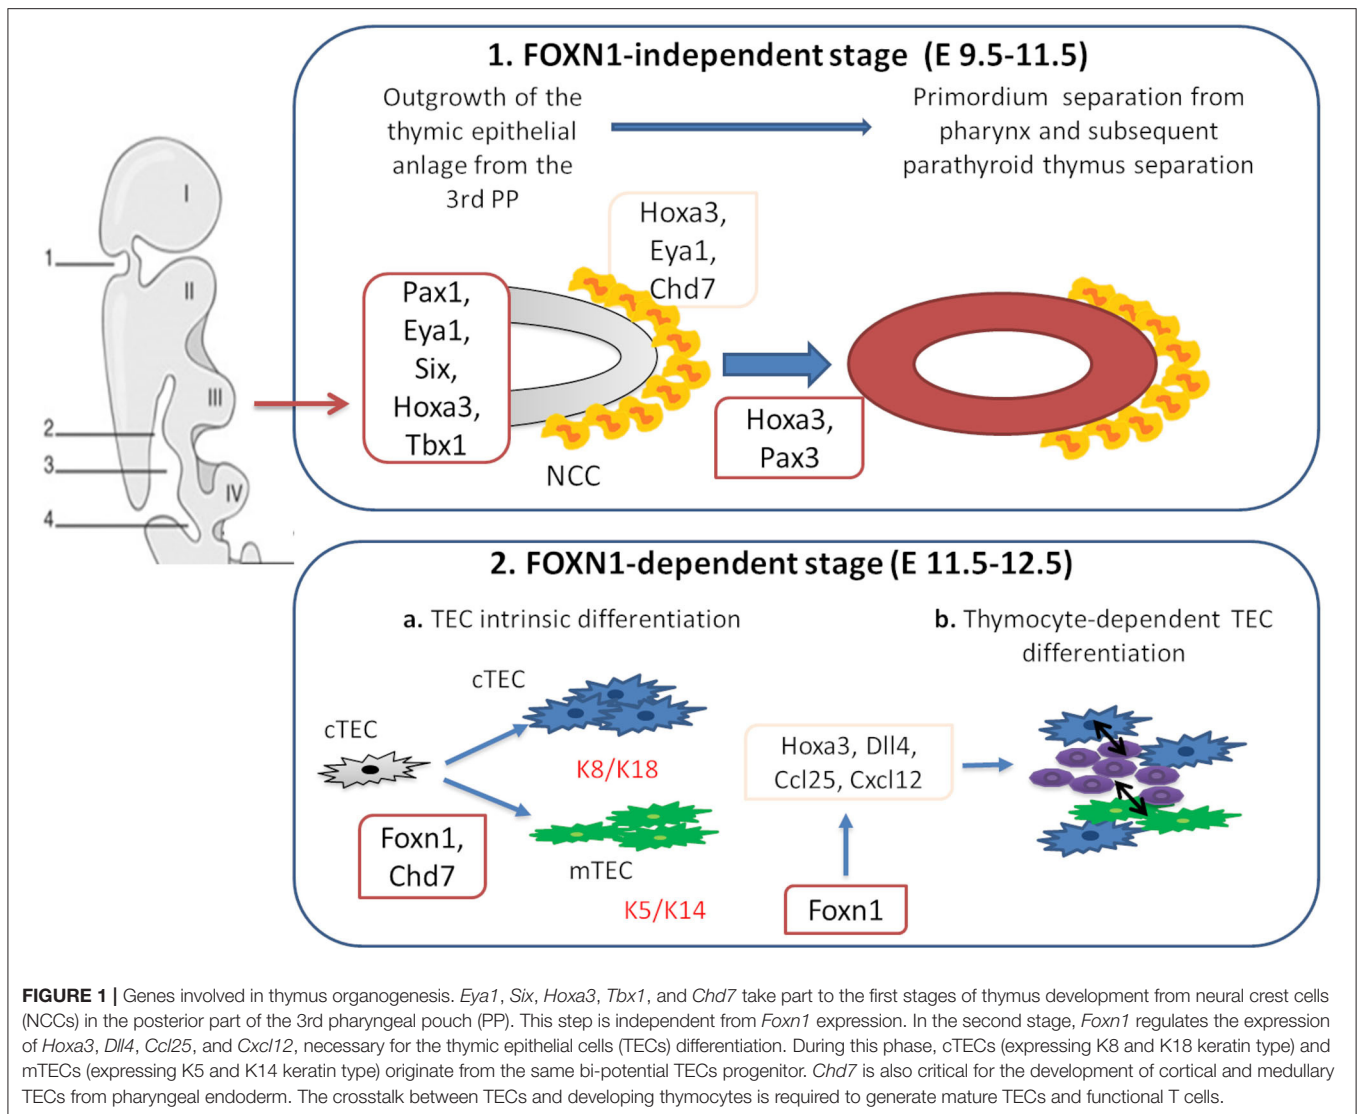 1. FOXN1-independent stage (E 9.5-11.5)
Outgrowth of the
thymic epithelial
anlage from the
3rd PP
Primordium separation from
pharynx and subsequent
parathyroid thymus separation
I
II
III
IV
1
2
3
4
Pax1,
Eya1,
Six,
Hoxa3,
Tbx1
Hoxa3,
Eya1,
Chd7
NCC
Hoxa3,
Pax3
2. FOXN1-dependent stage (E 11.5-12.5)
a. TEC intrinsic differentiation
cTEC
cTEC
K8/K18
Foxn1,
Chd7
mTEC
K5/K14
b. Thymocyte-dependent TEC
differentiation
Hoxa3, Dll4,
Ccl25, Cxcl12
Foxn1
FIGURE 1 | Genes involved in thymus organogenesis. Eya1, Six, Hoxa3, Tbx1, and Chd7 take part to the first stages of thymus development from neural crest cells
(NCCs) in the posterior part of the 3rd pharyngeal pouch (PP). This step is independent from Foxn1 expression. In the second stage, Foxn1 regulates the expression
of Hoxa3, Dll4, Ccl25, and Cxcl12, necessary for the thymic epithelial cells (TECs) differentiation. During this phase, cTECs (expressing K8 and K18 keratin type) and
mTECs (expressing K5 and K14 keratin type) originate from the same bi-potential TECs progenitor. Chd7 is also critical for the development of cortical and medullary
TECs from pharyngeal endoderm. The crosstalk between TECs and developing thymocytes is required to generate mature TECs and functional T cells.